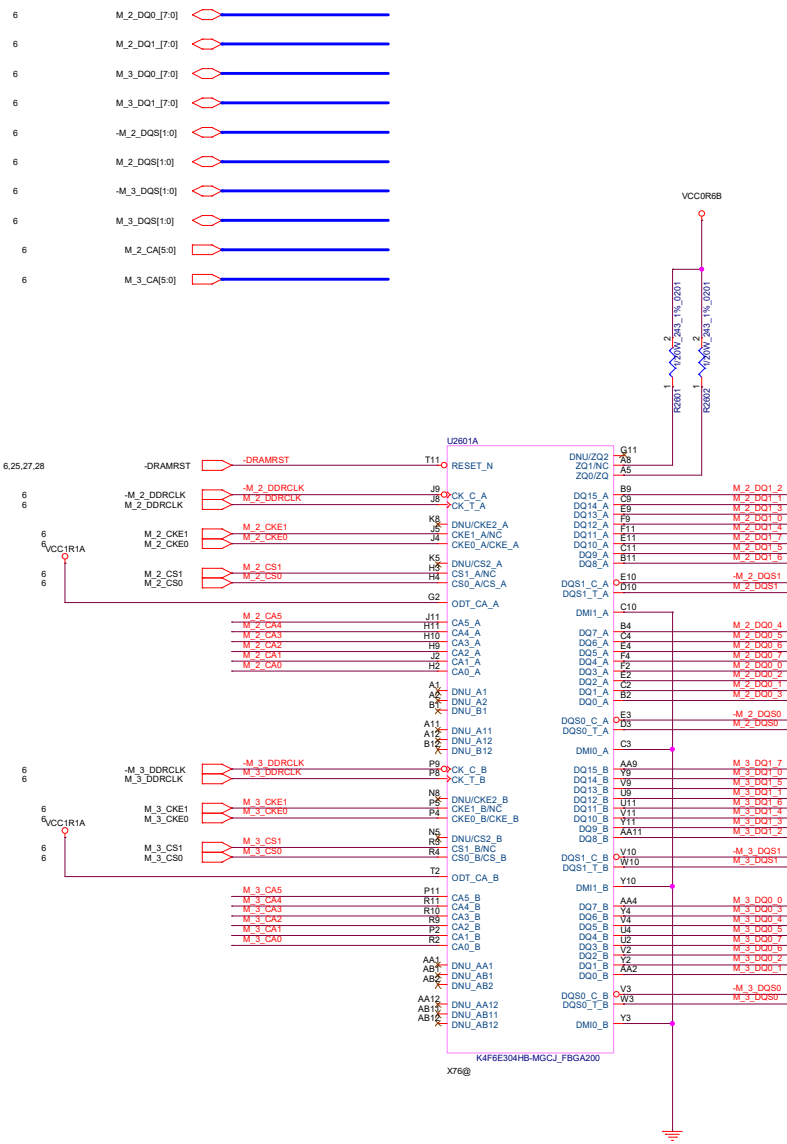 6 M_2_DQ0_[7:0]
6 M_2_DQ1_[7:0]
6 M_3_DQ0_[7:0]
6 M_3_DQ1_[7:0]
6 -M_2_DQS[1:0]
6 M_2_DQS[1:0]
6 -M_3_DQS[1:0]
6 M_3_DQS[1:0]
6 M_2_CA[5:0]
6 M_3_CA[5:0]
VCC0R6B
2 1/20W_243_1%_0201 1 R2601
2 1/20W_243_1%_0201 1 R2602
U2601A
6,25,27,28 -DRAMRST -DRAMRST T11 RESET_N
6 -M_2_DDRCLK -M_2_DDRCLK J9 CK_C_A
6 M_2_DDRCLK M_2_DDRCLK J8 CK_T_A
K8 DNU/CKE2_A
6 M_2_CKE1 M_2_CKE1 J5 CKE1_A/NC
6 M_2_CKE0 M_2_CKE0 J4 CKE0_A/CKE_A
VCC1R1A
K5 DNU/CS2_A
6 M_2_CS1 M_2_CS1 H3 CS1_A/NC
6 M_2_CS0 M_2_CS0 H4 CS0_A/CS_A
G2 ODT_CA_A
M_2_CA5 J11 CA5_A
M_2_CA4 H11 CA4_A
M_2_CA3 H10 CA3_A
M_2_CA2 H9 CA2_A
M_2_CA1 J2 CA1_A
M_2_CA0 H2 CA0_A
A1 DNU_A1
A2 DNU_A2
B1 DNU_B1
A11 DNU_A11
A12 DNU_A12
B12 DNU_B12
6 -M_3_DDRCLK -M_3_DDRCLK P9 CK_C_B
6 M_3_DDRCLK M_3_DDRCLK P8 CK_T_B
N8 DNU/CKE2_B
6 M_3_CKE1 M_3_CKE1 P5 CKE1_B/NC
6 M_3_CKE0 M_3_CKE0 P4 CKE0_B/CKE_B
VCC1R1A
N5 DNU/CS2_B
6 M_3_CS1 M_3_CS1 R3 CS1_B/NC
6 M_3_CS0 M_3_CS0 R4 CS0_B/CS_B
T2 ODT_CA_B
M_3_CA5 P11 CA5_B
M_3_CA4 R11 CA4_B
M_3_CA3 R10 CA3_B
M_3_CA2 R9 CA2_B
M_3_CA1 P2 CA1_B
M_3_CA0 R2 CA0_B
AA1 DNU_AA1
AB1 DNU_AB1
AB2 DNU_AB2
AA12 DNU_AA12
AB11 DNU_AB11
AB12 DNU_AB12
DNU/ZQ2 G11
ZQ1/NC A8
ZQ0/ZQ A5
DQ15_A B9 M_2_DQ1_2
DQ14_A C9 M_2_DQ1_1
DQ13_A E9 M_2_DQ1_3
DQ12_A F9 M_2_DQ1_0
DQ11_A F11 M_2_DQ1_4
DQ10_A E11 M_2_DQ1_7
DQ9_A C11 M_2_DQ1_5
DQ8_A B11 M_2_DQ1_6
DQS1_C_A E10 -M_2_DQS1
DQS1_T_A D10 M_2_DQS1
DMI1_A C10
DQ7_A B4 M_2_DQ0_4
DQ6_A C4 M_2_DQ0_5
DQ5_A E4 M_2_DQ0_6
DQ4_A F4 M_2_DQ0_7
DQ3_A F2 M_2_DQ0_0
DQ2_A E2 M_2_DQ0_2
DQ1_A C2 M_2_DQ0_1
DQ0_A B2 M_2_DQ0_3
DQS0_C_A E3 -M_2_DQS0
DQS0_T_A D3 M_2_DQS0
DMI0_A C3
DQ15_B AA9 M_3_DQ1_7
DQ14_B Y9 M_3_DQ1_0
DQ13_B V9 M_3_DQ1_5
DQ12_B U9 M_3_DQ1_1
DQ11_B U11 M_3_DQ1_6
DQ10_B V11 M_3_DQ1_4
DQ9_B Y11 M_3_DQ1_3
DQ8_B AA11 M_3_DQ1_2
DQS1_C_B V10 -M_3_DQS1
DQS1_T_B W10 M_3_DQS1
DMI1_B Y10
DQ7_B AA4 M_3_DQ0_0
DQ6_B Y4 M_3_DQ0_3
DQ5_B V4 M_3_DQ0_4
DQ4_B U4 M_3_DQ0_5
DQ3_B U2 M_3_DQ0_7
DQ2_B V2 M_3_DQ0_6
DQ1_B Y2 M_3_DQ0_2
DQ0_B AA2 M_3_DQ0_1
DQS0_C_B V3 -M_3_DQS0
DQS0_T_B W3 M_3_DQS0
DMI0_B Y3
K4F6E304HB-MGCJ_FBGA200
X76@